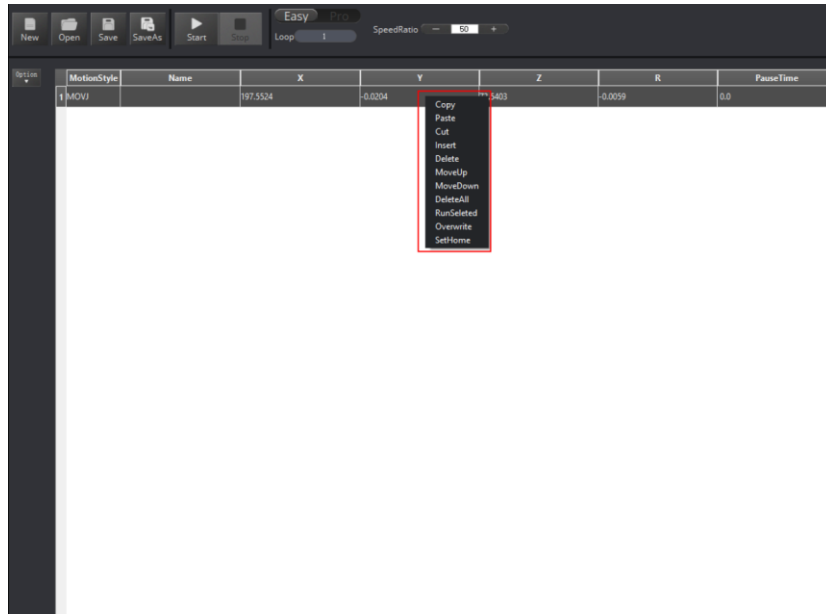 Easy Pro
New Open Save SaveAs Start Stop Loop 1 SpeedRatio − 50 +
Option
MotionStyle Name X Y Z R PauseTime
1 MOVJ 197.5524 -0.0204 -0.0059 0.0
Copy
Paste
Cut
Insert
Delete
MoveUp
MoveDown
DeleteAll
RunSeleted
Overwrite
SetHome